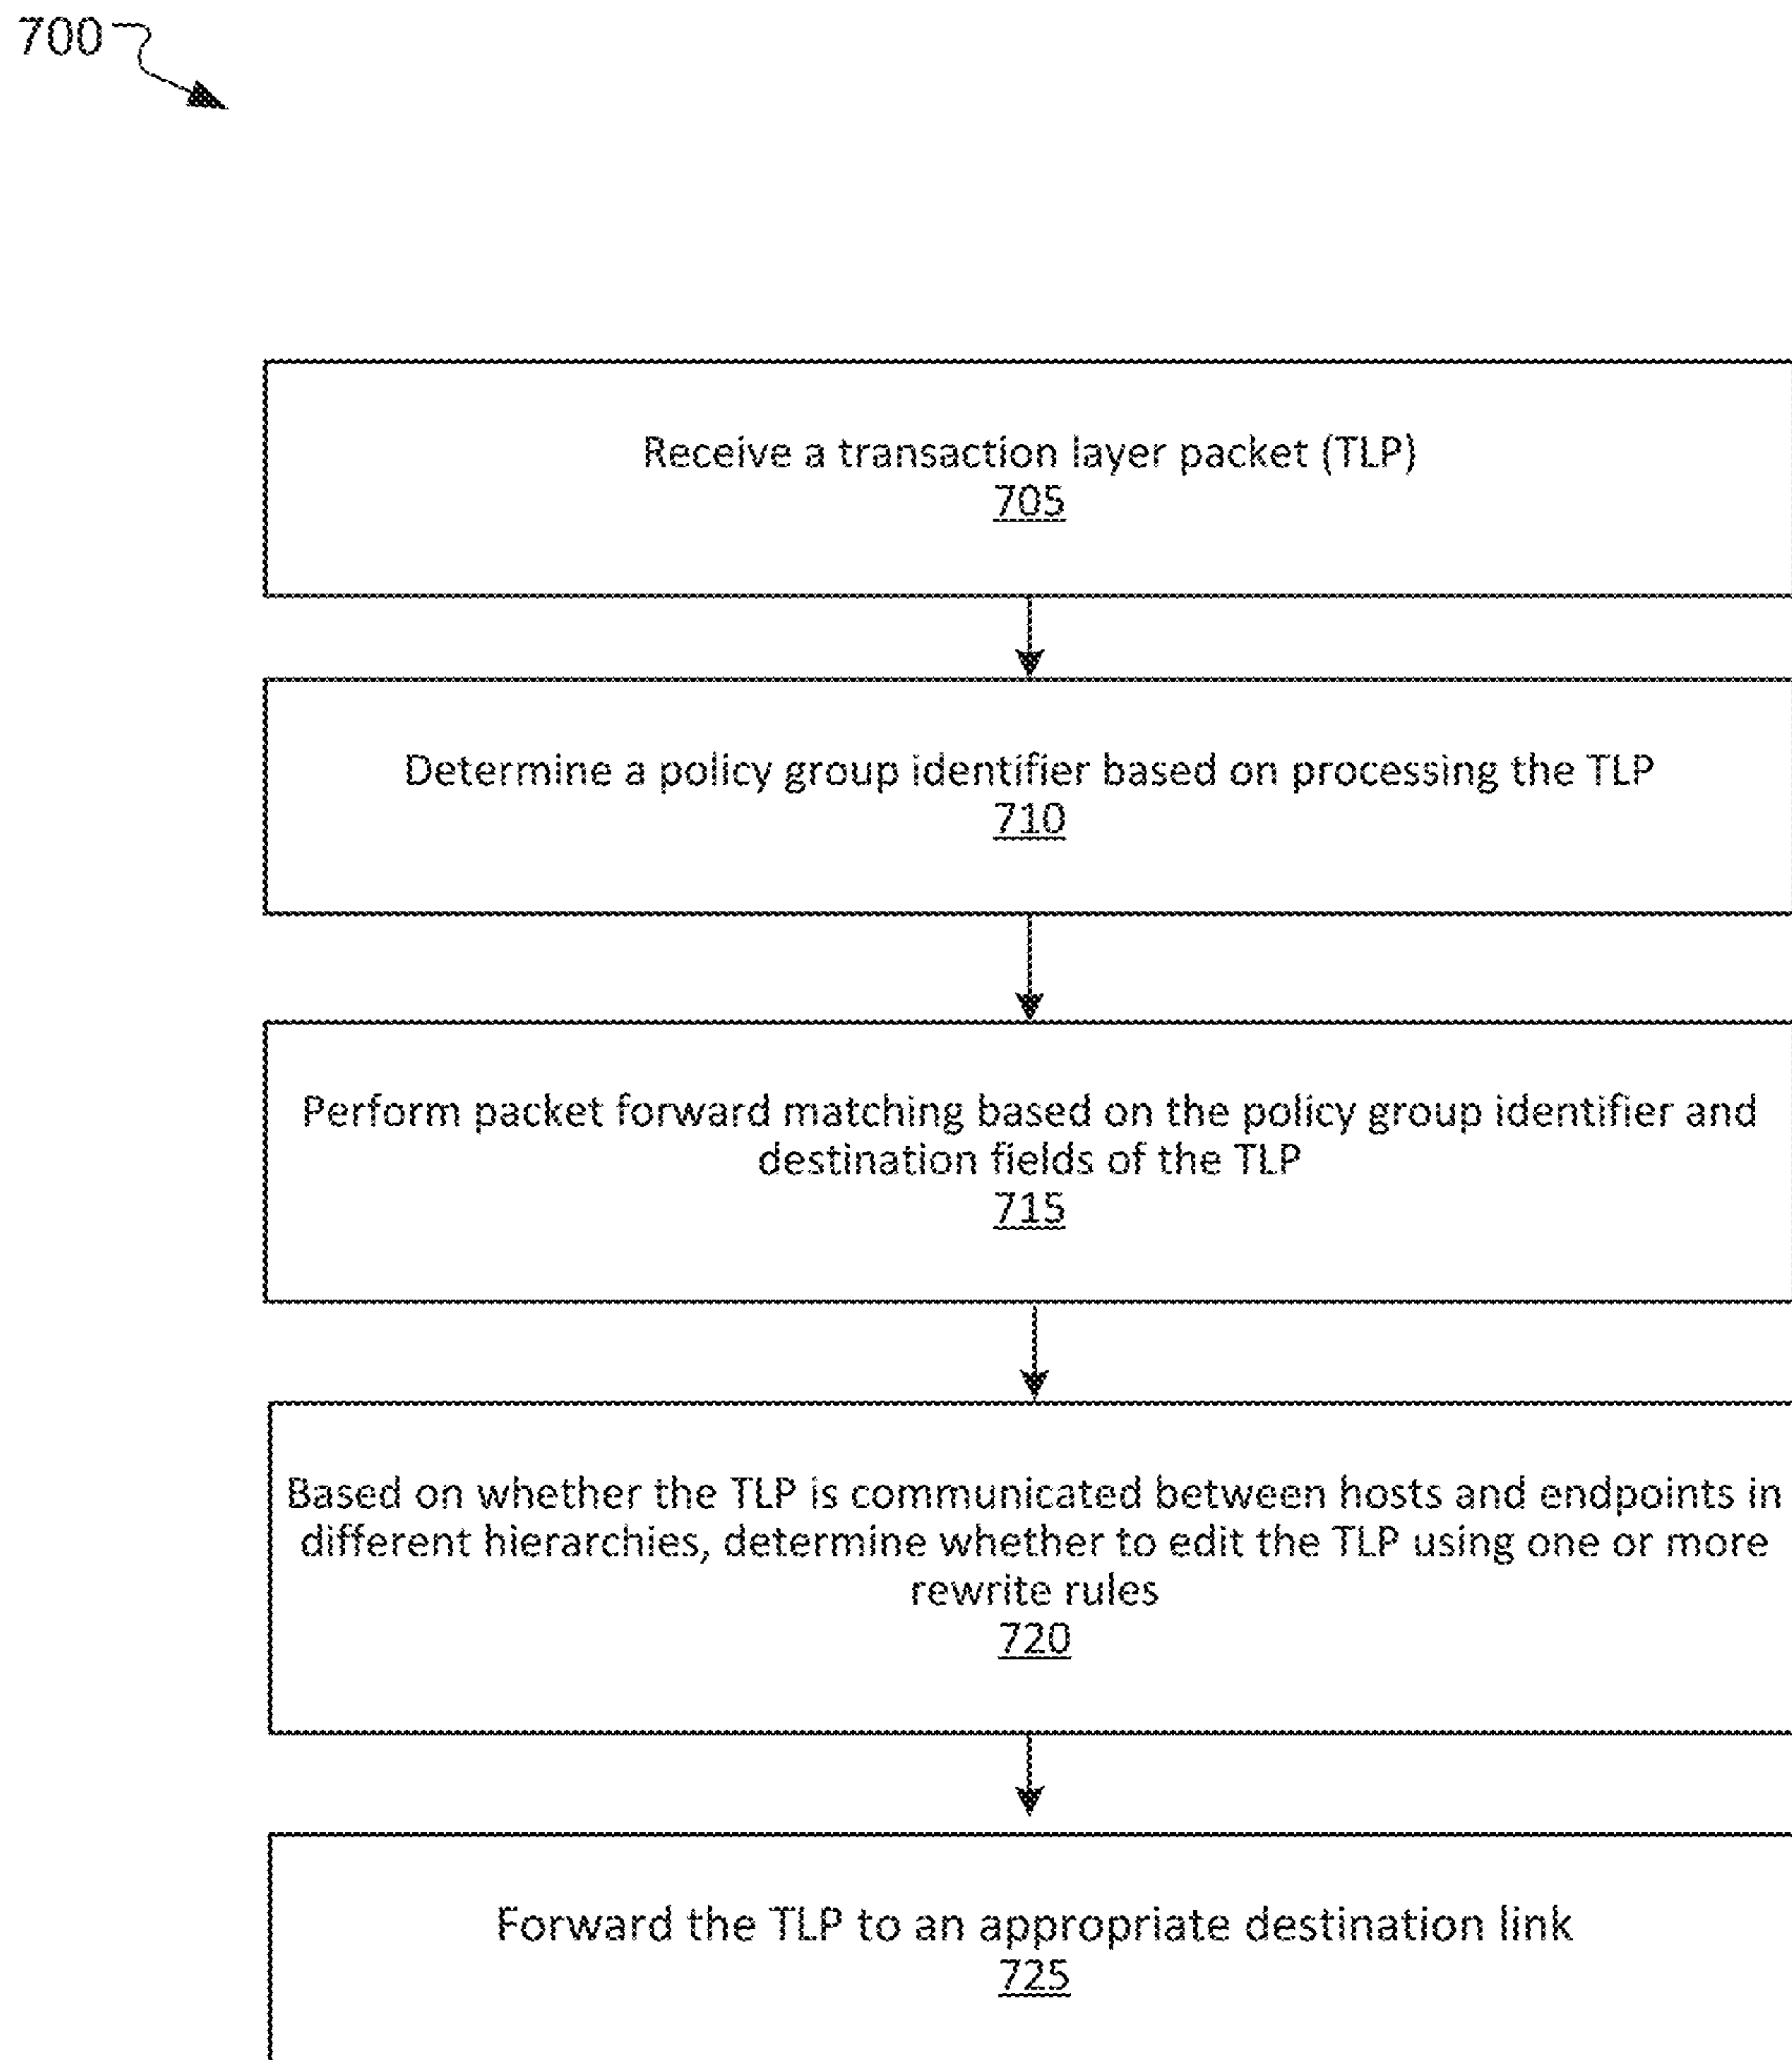 700
Receive a transaction layer packet (TLP)
705
Determine a policy group identifier based on processing the TLP
710
Perform packet forward matching based on the policy group identifier and
destination fields of the TLP
715
Based on whether the TLP is communicated between hosts and endpoints in
different hierarchies, determine whether to edit the TLP using one or more
rewrite rules
720
Forward the TLP to an appropriate destination link
725